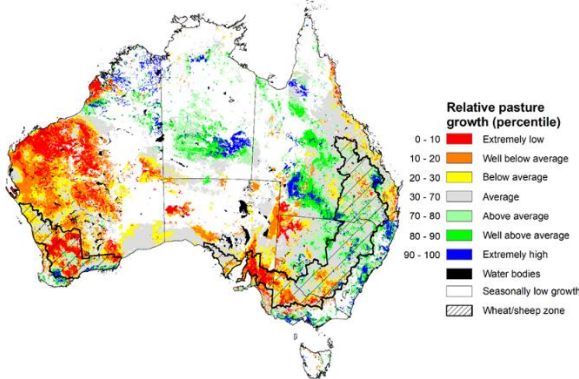 Relative pasture
growth (percentile)
0 - 10 Extremely low
10 - 20 Well below average
20 - 30 Below average
30 - 70 Average
70 - 80 Above average
80 - 90 Well above average
90 - 100 Extremely high
Water bodies
Seasonally low growth
Wheat/sheep zone